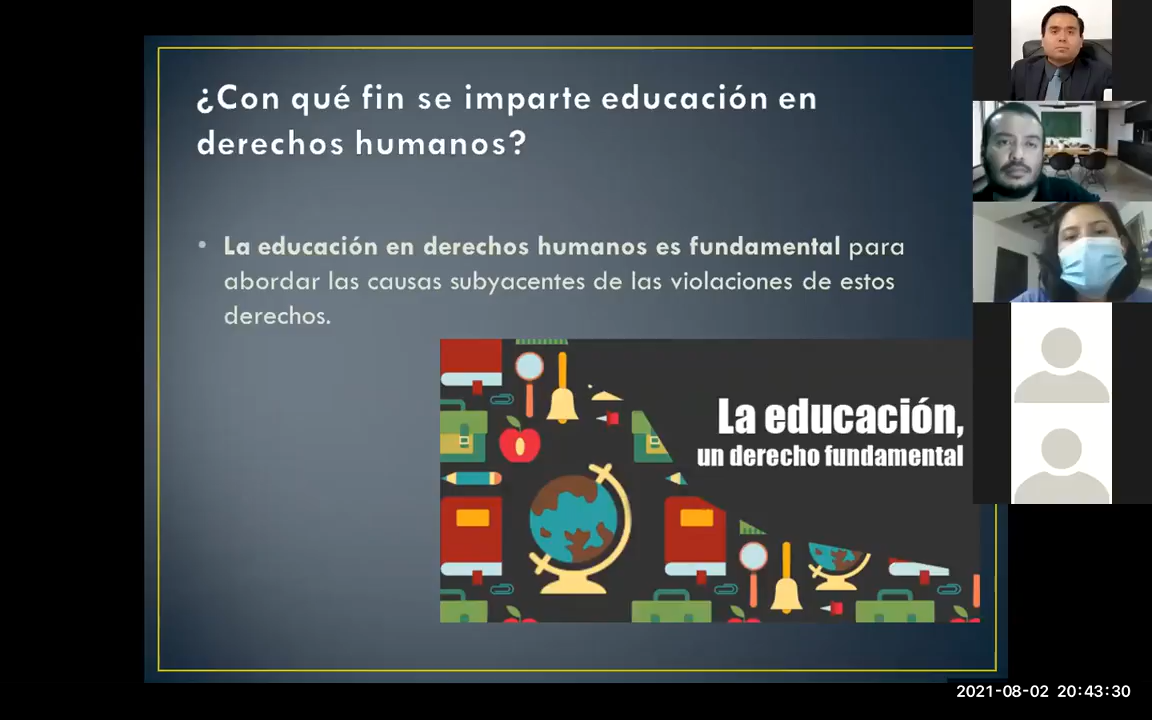 ¿Con qué fin se imparte educación en
derechos humanos?
• La educación en derechos humanos es fundamental para
abordar las causas subyacentes de las violaciones de estos
derechos.
La educación,
un derecho fundamental
2021-08-02 20:43:30